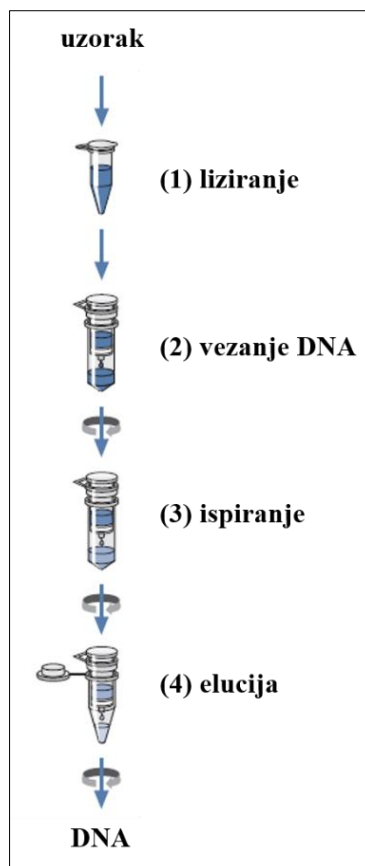 uzorak
(1) liziranje
(2) vezanje DNA
(3) ispiranje
(4) elucija
DNA